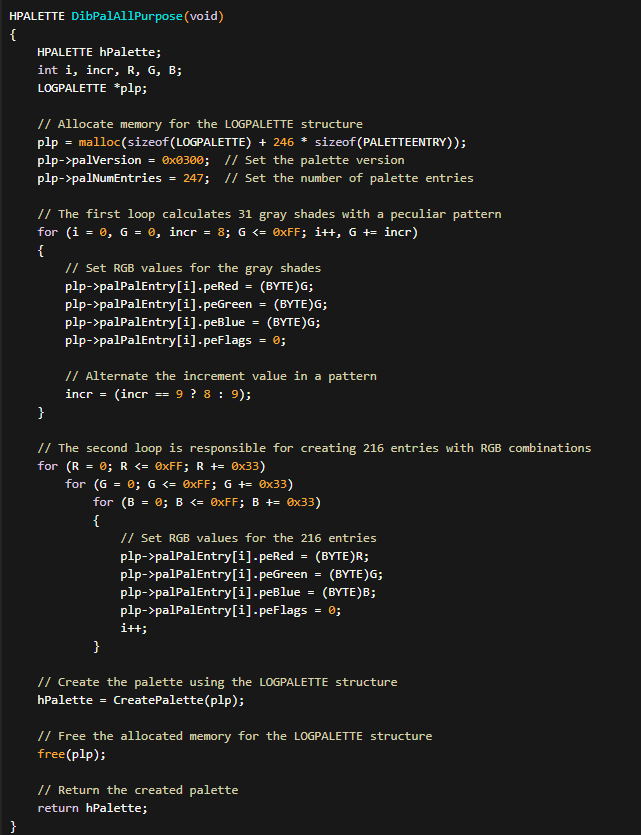 HPALETTE DibPalAllPurpose(void)
{
    HPALETTE hPalette;
    int i, incr, R, G, B;
    LOGPALETTE *plp;

    // Allocate memory for the LOGPALETTE structure
    plp = malloc(sizeof(LOGPALETTE) + 246 * sizeof(PALETTEENTRY));
    plp->palVersion = 0x0300;  // Set the palette version
    plp->palNumEntries = 247;  // Set the number of palette entries

    // The first loop calculates 31 gray shades with a peculiar pattern
    for (i = 0, G = 0, incr = 8; G <= 0xFF; i++, G += incr)
    {
        // Set RGB values for the gray shades
        plp->palPalEntry[i].peRed = (BYTE)G;
        plp->palPalEntry[i].peGreen = (BYTE)G;
        plp->palPalEntry[i].peBlue = (BYTE)G;
        plp->palPalEntry[i].peFlags = 0;

        // Alternate the increment value in a pattern
        incr = (incr == 9 ? 8 : 9);
    }

    // The second loop is responsible for creating 216 entries with RGB combinations
    for (R = 0; R <= 0xFF; R += 0x33)
        for (G = 0; G <= 0xFF; G += 0x33)
            for (B = 0; B <= 0xFF; B += 0x33)
            {
                // Set RGB values for the 216 entries
                plp->palPalEntry[i].peRed = (BYTE)R;
                plp->palPalEntry[i].peGreen = (BYTE)G;
                plp->palPalEntry[i].peBlue = (BYTE)B;
                plp->palPalEntry[i].peFlags = 0;
                i++;
            }

    // Create the palette using the LOGPALETTE structure
    hPalette = CreatePalette(plp);

    // Free the allocated memory for the LOGPALETTE structure
    free(plp);

    // Return the created palette
    return hPalette;
}